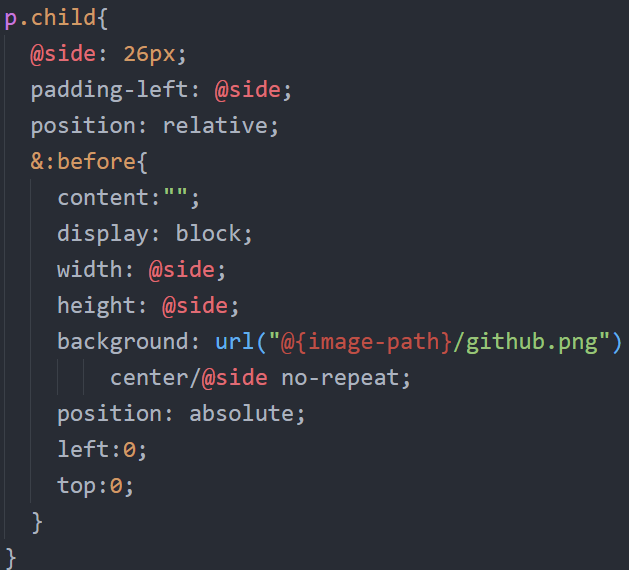 p.child{
@side: 26px;
padding-left: @side;
position: relative;
&:before{
content:"";
display: block;
width: @side;
height: @side;
background: url("@{image-path}/github.png")
center/@side no-repeat;
position: absolute;
left:0;
top:0;
}
}